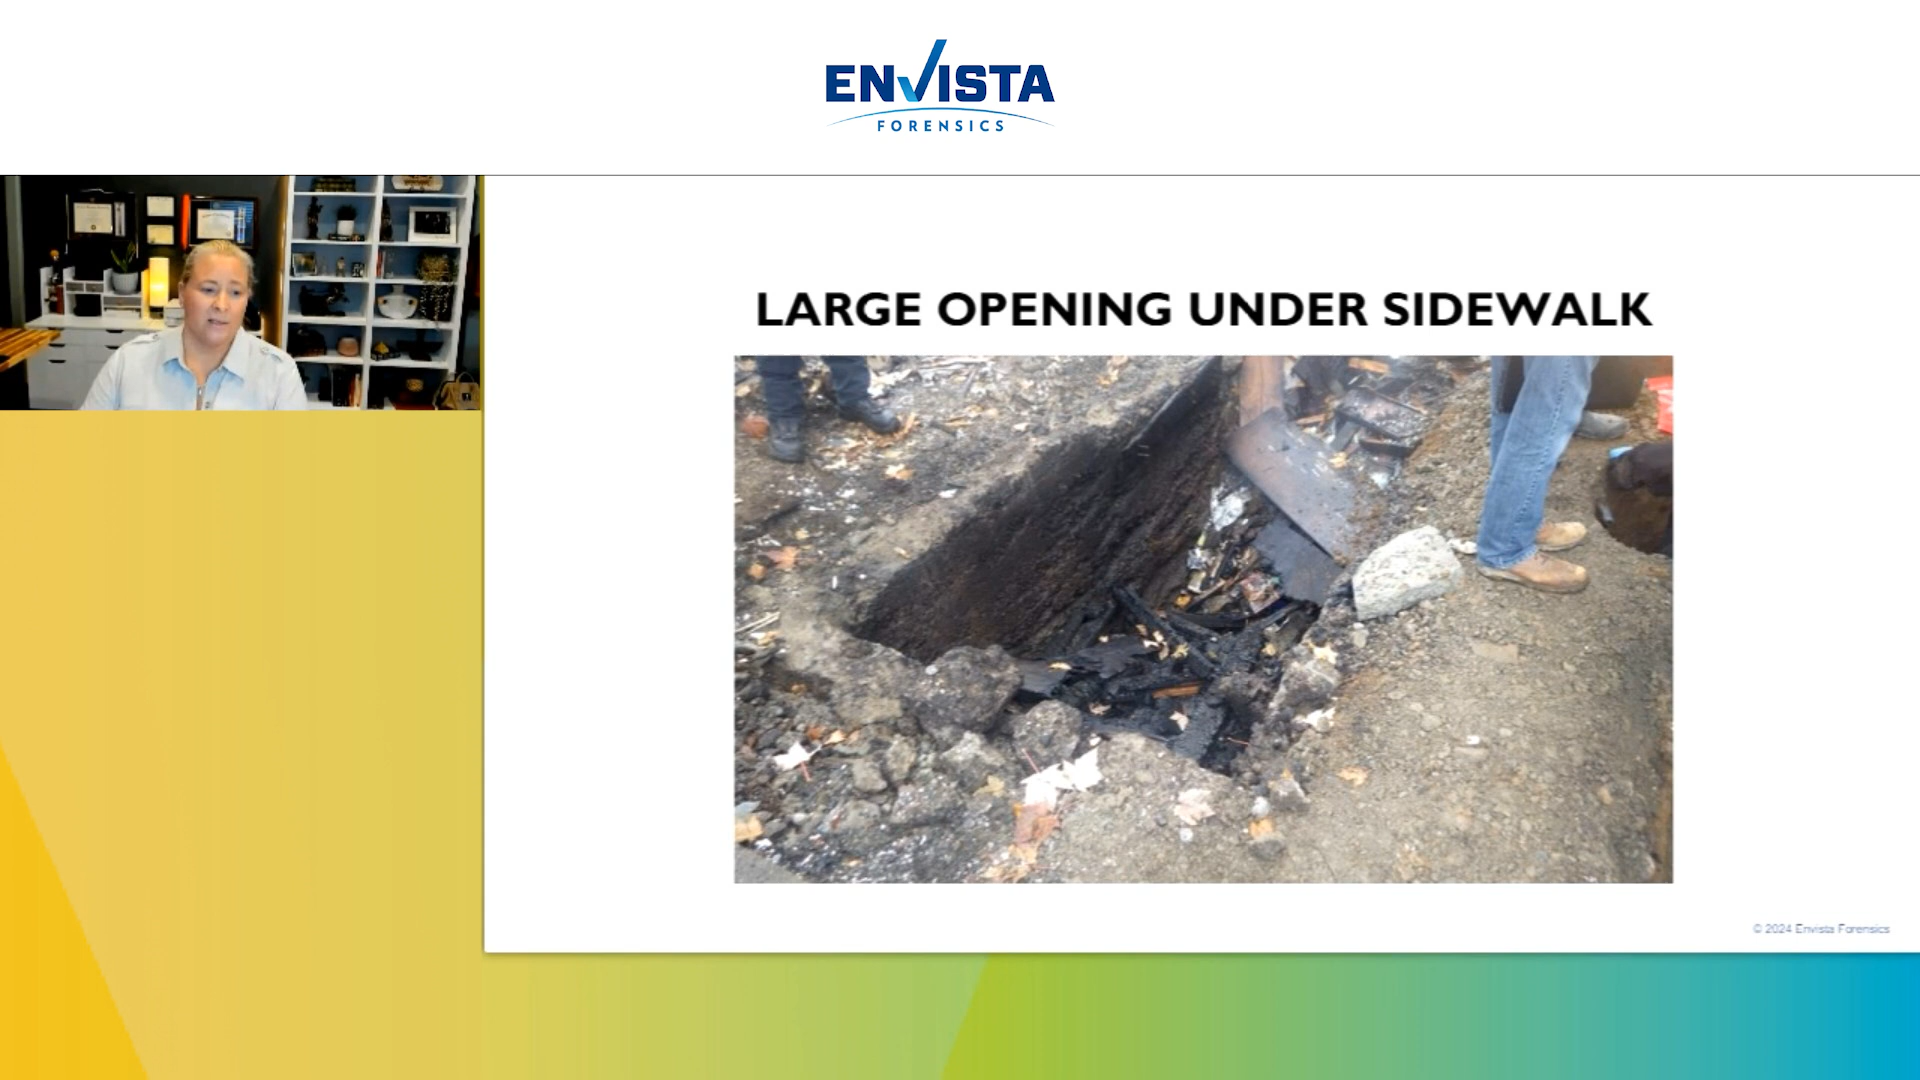 ENVISTA
FORENSICS
LARGE OPENING UNDER SIDEWALK
© 2024 Envista Forensics